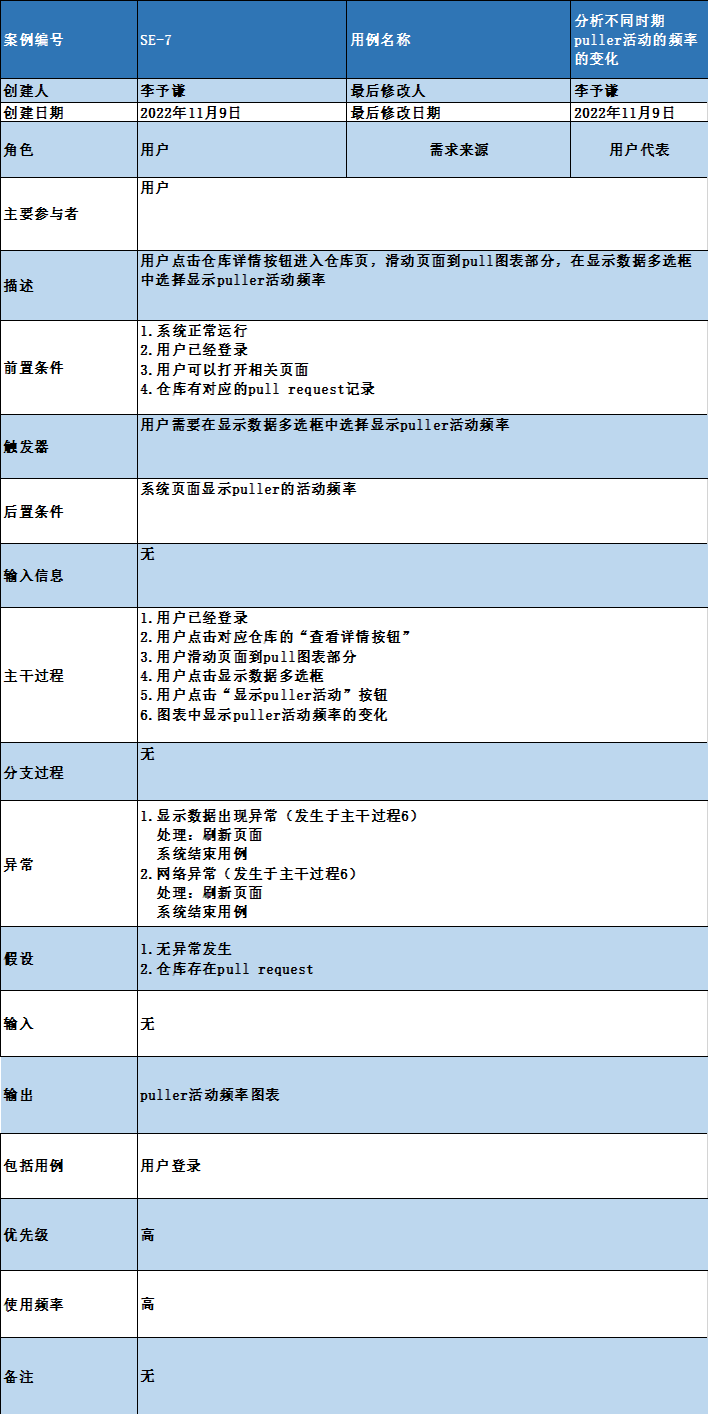 案例编号
SE-7
用例名称
分析不同时期
puller活动的频率
的变化
创建人
李予谦
最后修改人
李予谦
创建日期
2022年11月9日
最后修改日期
2022年11月9日
角色
用户
需求来源
用户代表
主要参与者
用户
描述
用户点击仓库详情按钮进入仓库页，滑动页面到pull图表部分，在显示数据多选框
中选择显示puller活动频率
前置条件
1.系统正常运行
2.用户已经登录
3.用户可以打开相关页面
4.仓库有对应的pull request记录
触发器
用户需要在显示数据多选框中选择显示puller活动频率
后置条件
系统页面显示puller的活动频率
输入信息
无
主干过程
1.用户已经登录
2.用户点击对应仓库的“查看详情按钮”
3.用户滑动页面到pull图表部分
4.用户点击显示数据多选框
5.用户点击“显示puller活动”按钮
6.图表中显示puller活动频率的变化
分支过程
无
异常
1.显示数据出现异常（发生于主干过程6）
处理：刷新页面
系统结束用例
2.网络异常（发生于主干过程6）
处理：刷新页面
系统结束用例
假设
1.无异常发生
2.仓库存在pull request
输入
无
输出
puller活动频率图表
包括用例
用户登录
优先级
高
使用频率
高
备注
无